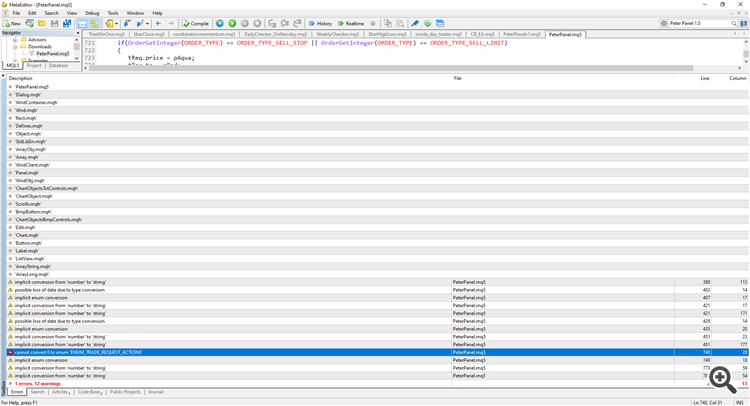 MetaEditor - [PeterPanel.mq5]
File Edit Search View Debug Tools Window Help
New Compile History Realtime Peter Panel 1.0
Navigator
Advisors
Downloads
PeterPanel.mq5
Examples
MQL5 Project Database
TheAllinOne.mq5 5barClose.mq5 combinationmomentum.mq5 DailyChecker_OnNewday.mq5 WeeklyChecker.mq5 3barHighLow.mq5 inside_day_trader.mq5 CB_EA.mq5 PeterPanelv1.mq5 PeterPanel.mq5
721 if(OrderGetInteger(ORDER_TYPE) == ORDER_TYPE_SELL_STOP || OrderGetInteger(ORDER_TYPE) == ORDER_TYPE_SELL_LIMIT)
722 {
723 tReq.price = pAqua;
Description File Line Column
'PeterPanel.mq5'
'Dialog.mqh'
'WndContainer.mqh'
'Wnd.mqh'
'Rect.mqh'
'Defines.mqh'
'Object.mqh'
'StdLibErr.mqh'
'ArrayObj.mqh'
'Array.mqh'
'WndClient.mqh'
'Panel.mqh'
'WndObj.mqh'
'ChartObjectsTxtControls.mqh'
'ChartObject.mqh'
'Scrolls.mqh'
'BmpButton.mqh'
'ChartObjectsBmpControls.mqh'
'Edit.mqh'
'Chart.mqh'
'Button.mqh'
'Label.mqh'
'ListView.mqh'
'ArrayString.mqh'
'ArrayLong.mqh'
implicit conversion from 'number' to 'string' PeterPanel.mq5 388 113
possible loss of data due to type conversion PeterPanel.mq5 403 14
implicit enum conversion PeterPanel.mq5 407 17
implicit conversion from 'number' to 'string' PeterPanel.mq5 421 17
implicit conversion from 'number' to 'string' PeterPanel.mq5 421 171
possible loss of data due to type conversion PeterPanel.mq5 429 14
implicit enum conversion PeterPanel.mq5 435 20
implicit conversion from 'number' to 'string' PeterPanel.mq5 451 23
implicit conversion from 'number' to 'string' PeterPanel.mq5 451 177
cannot convert 0 to enum 'ENUM_TRADE_REQUEST_ACTIONS' PeterPanel.mq5 740 28
implicit enum conversion PeterPanel.mq5 749 18
implicit conversion from 'number' to 'string' PeterPanel.mq5 773 59
implicit conversion from 'number' to 'string' PeterPanel.mq5 54
1 errors, 12 warnings 13
Errors Search Articles Code Base Public Projects Journal
For Help, press F1 Ln 740, Col 31 INS